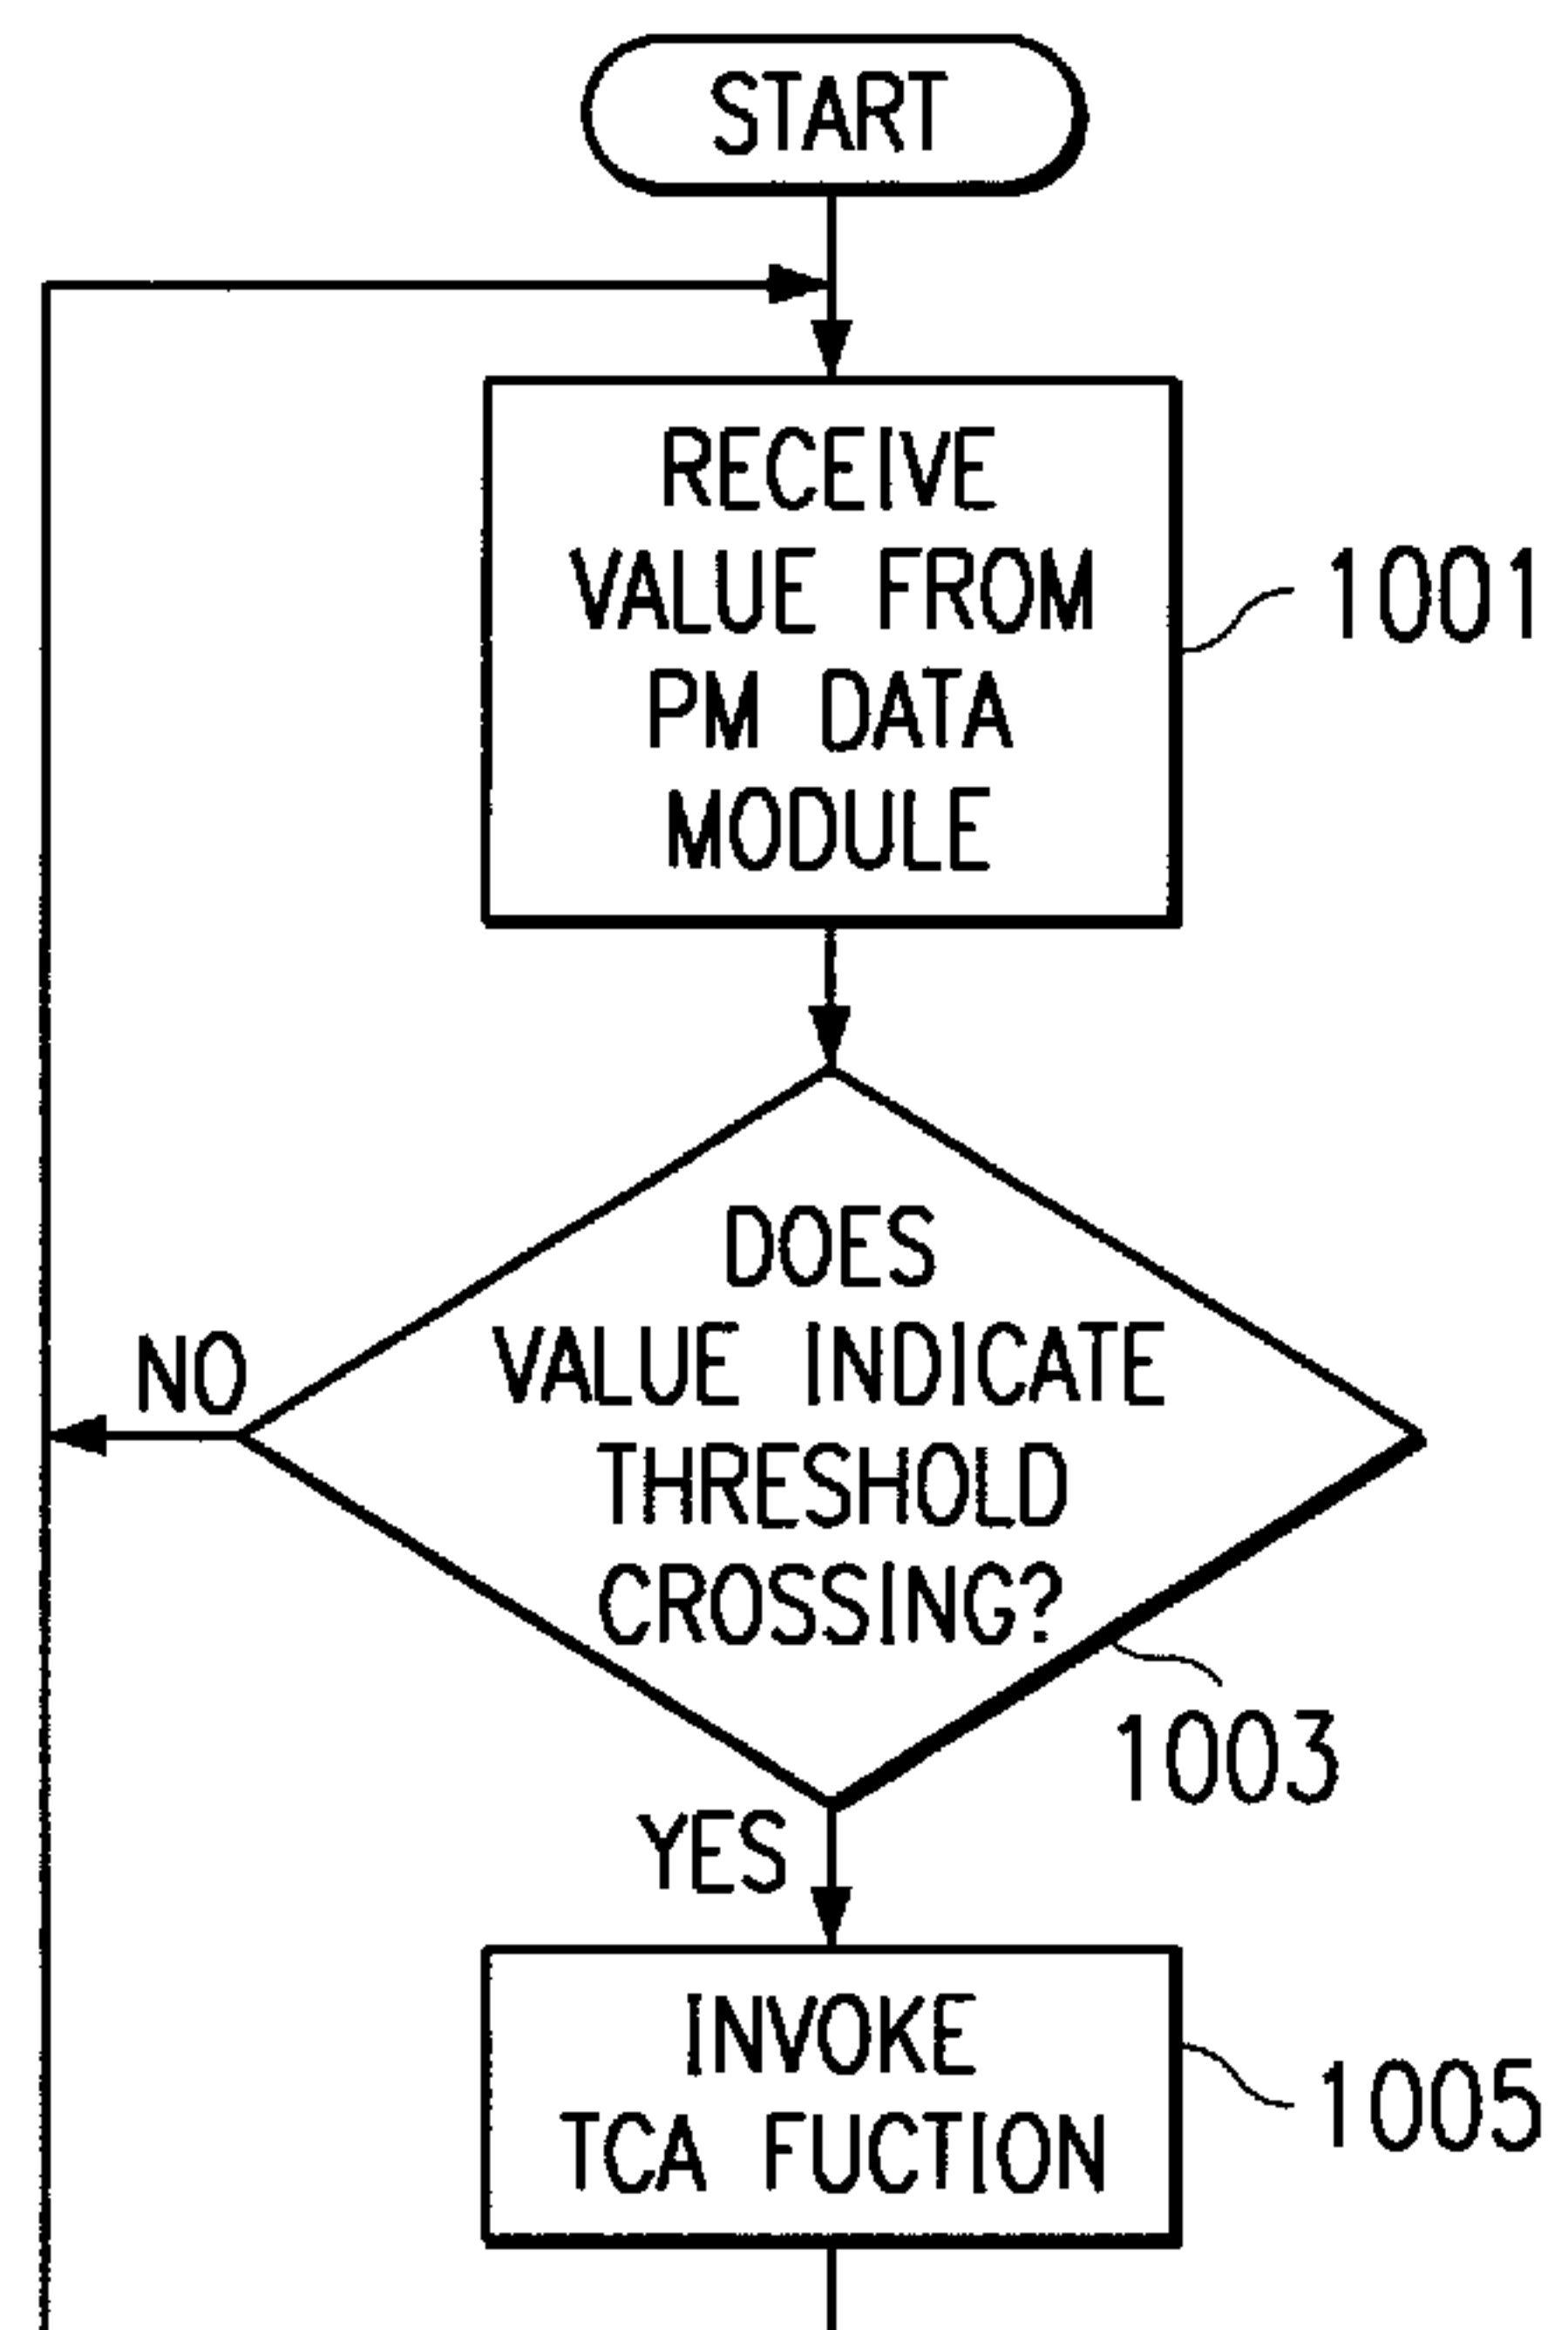 START
RECEIVE
VALUE FROM
PM DATA
MODULE
1001
DOES
VALUE INDICATE
THRESHOLD
CROSSING?
NO
1003
YES
INVOKE
TCA FUCTION
1005